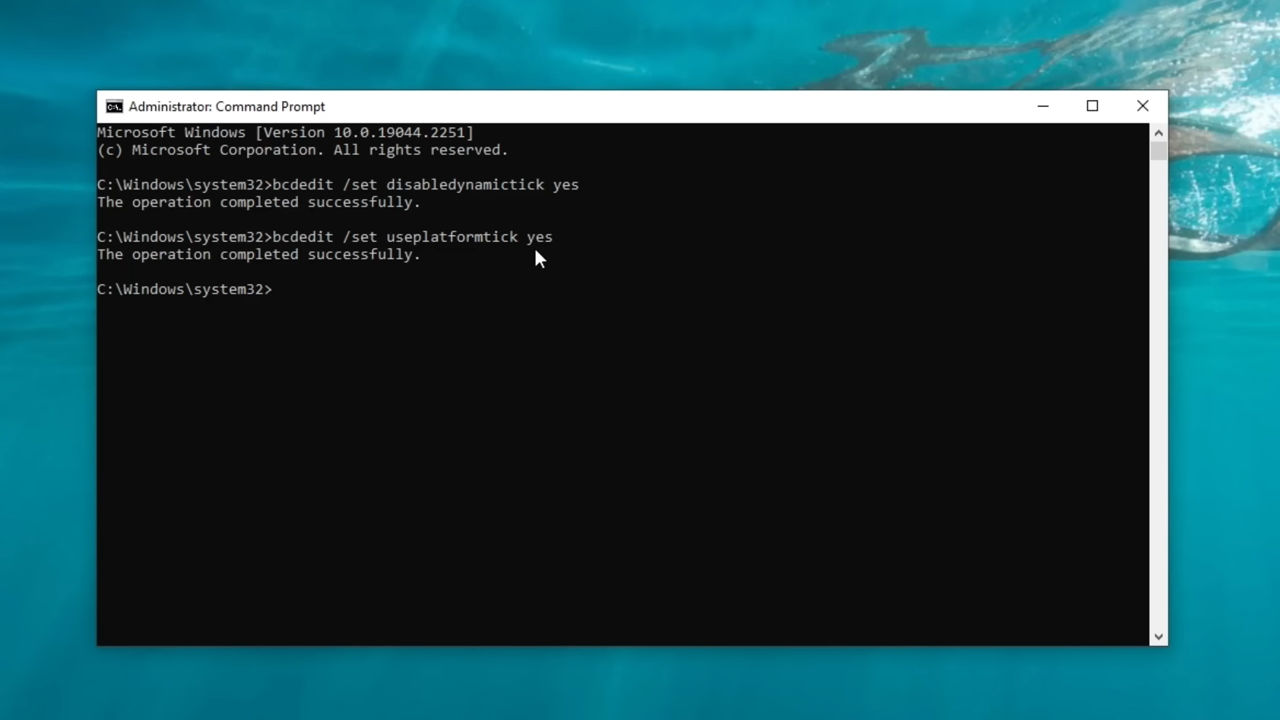 Administrator: Command Prompt
Microsoft Windows [Version 10.0.19044.2251]
(c) Microsoft Corporation. All rights reserved.
C:\Windows\system32>bcdedit /set disabledynamictick yes
The operation completed successfully.
C:\Windows\system32>bcdedit /set useplatformtick yes
The operation completed successfully.
C:\Windows\system32>